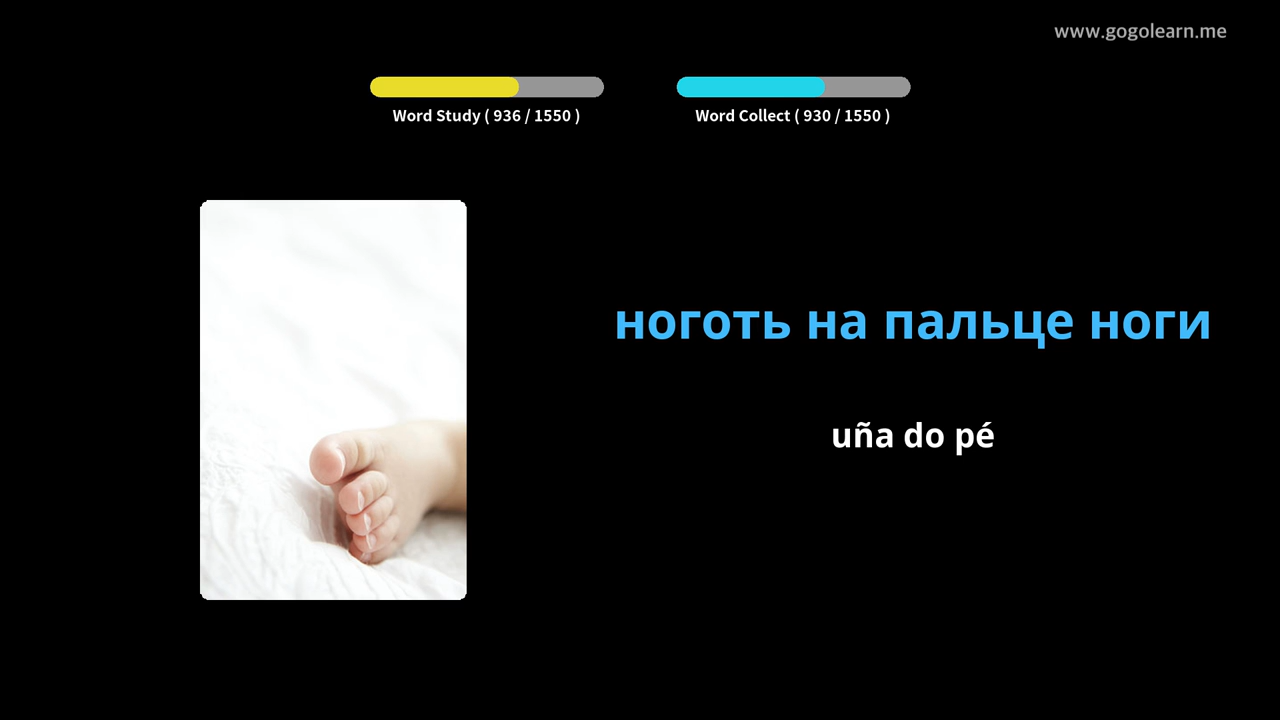 www.gogolearn.me
Word Study ( 936 / 1550 )
Word Collect ( 930 / 1550 )
ноготь на пальце ноги
uña do pé